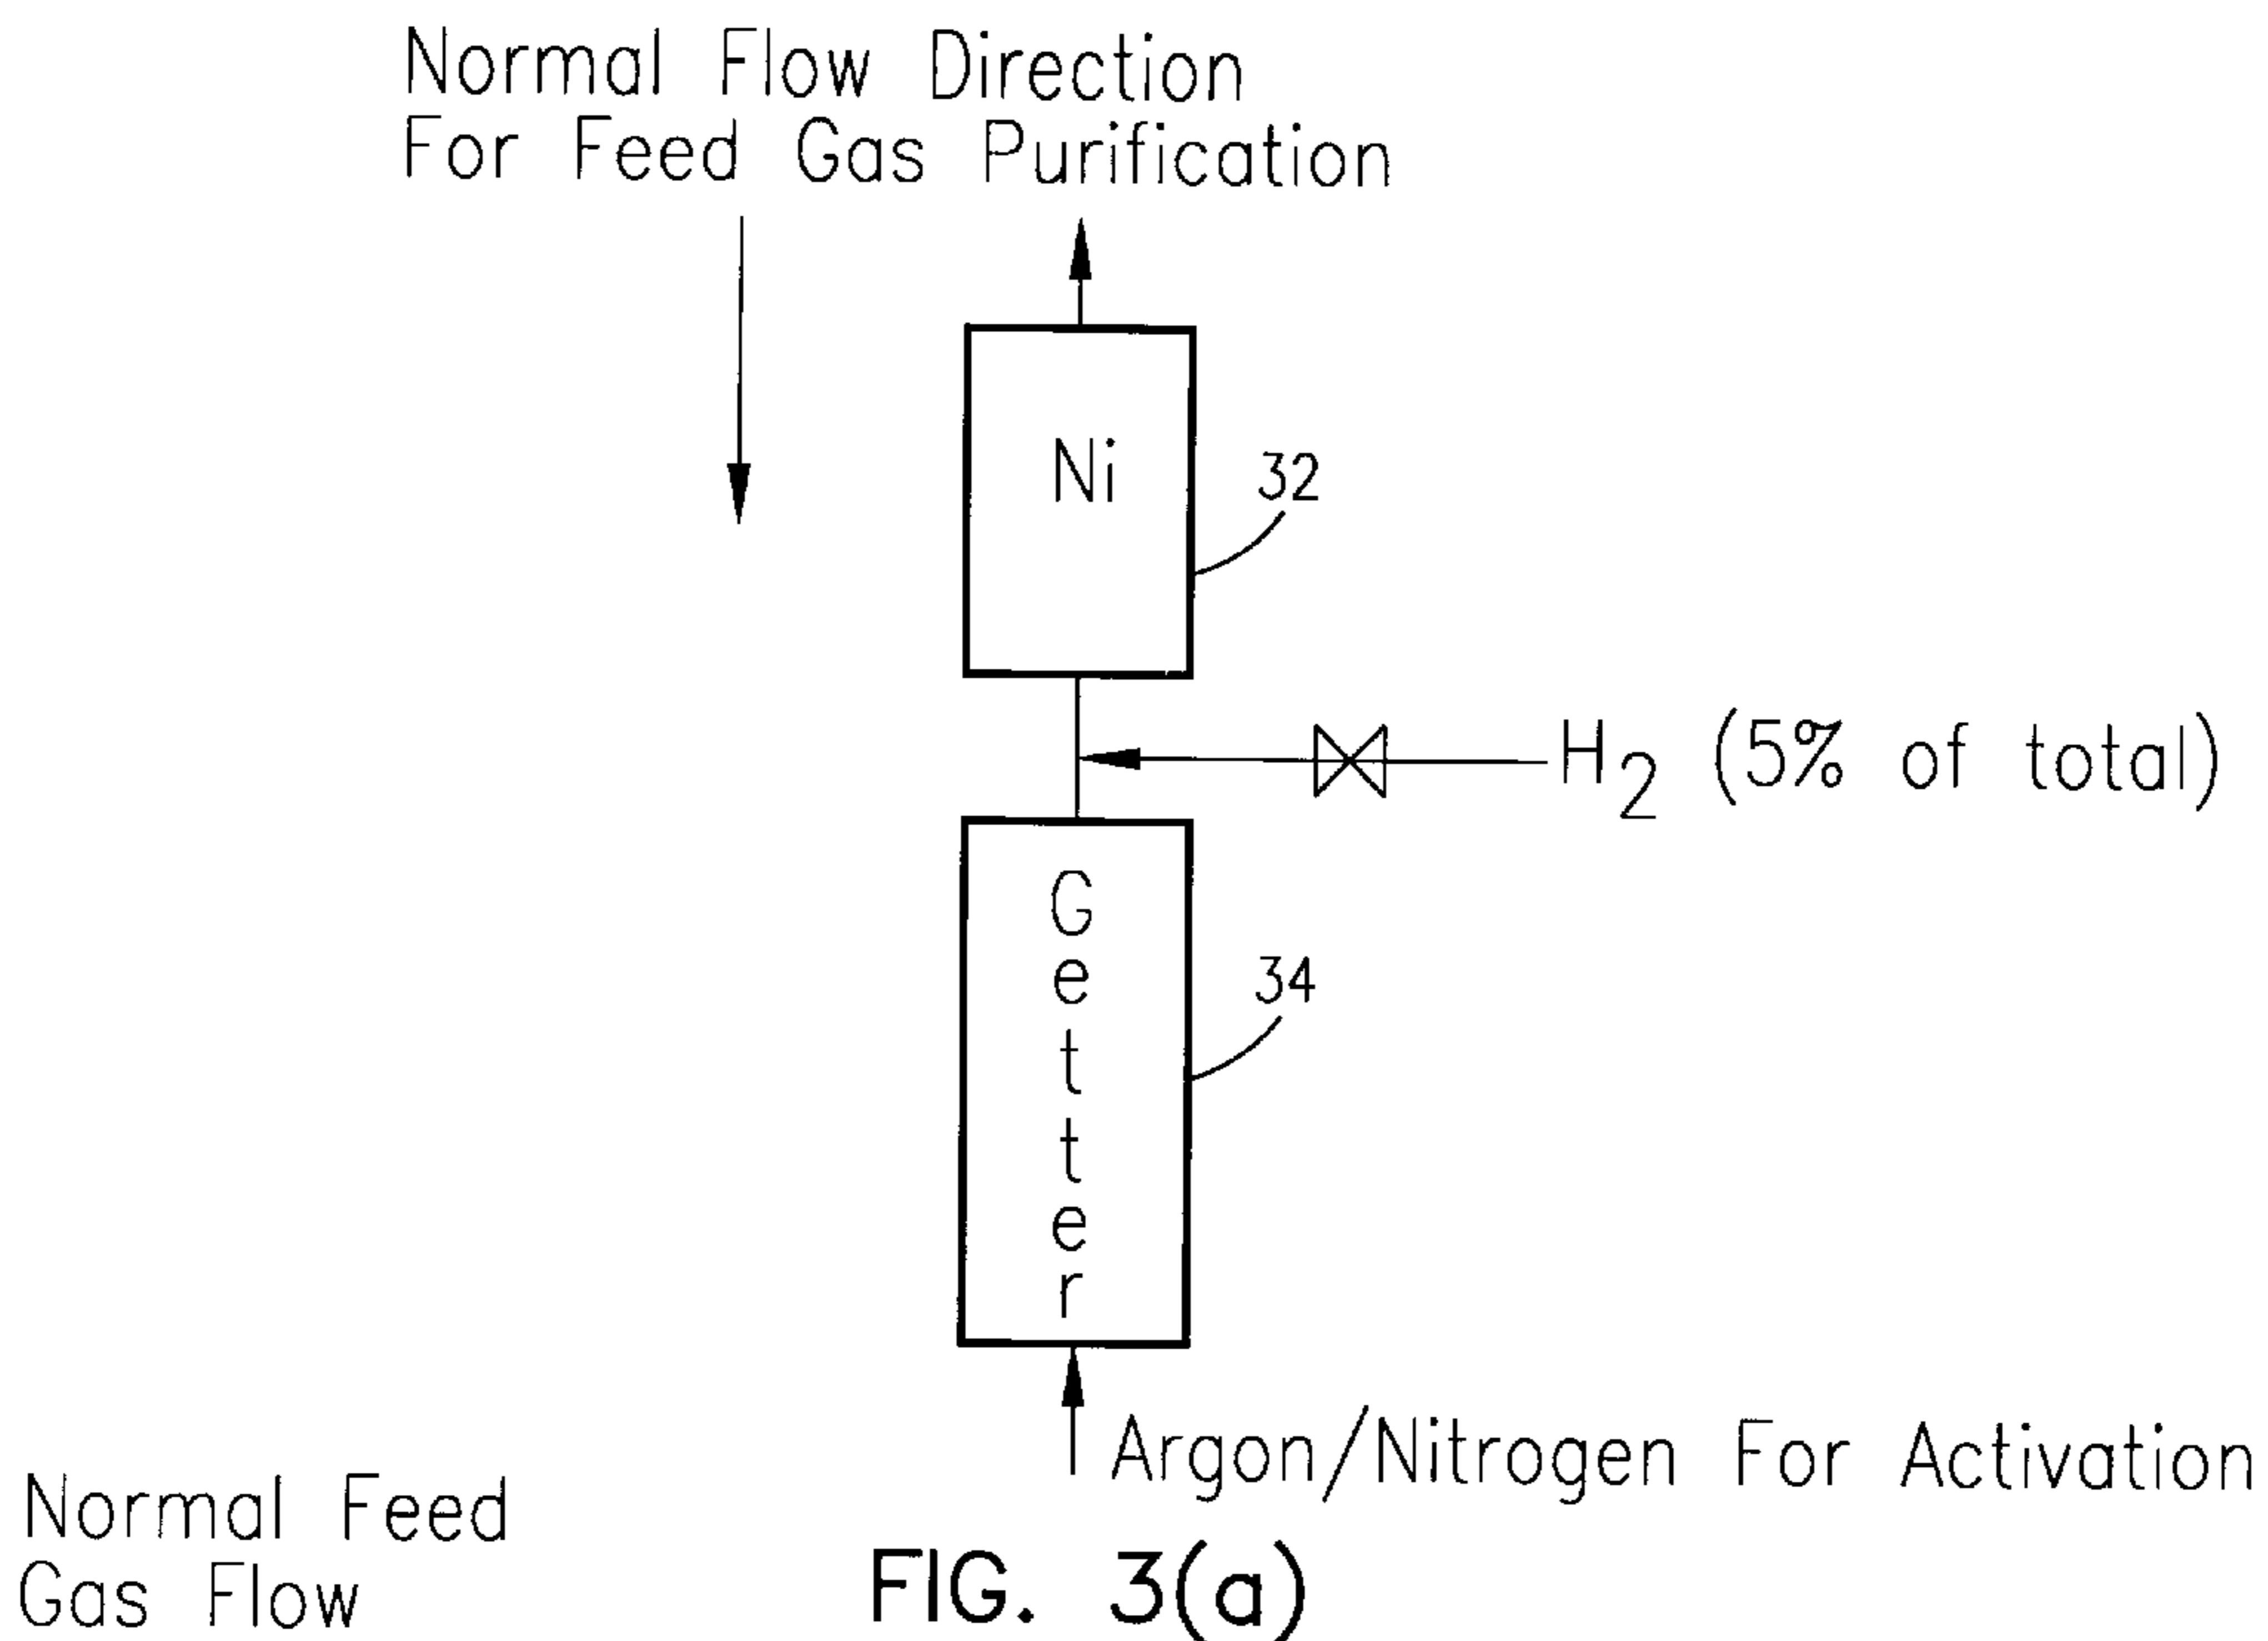 Normal Flow Direction
For Feed Gas Purification
Ni
32
H2 (5% of total)
Getter
34
Argon/Nitrogen For Activation
Normal Feed
Gas Flow
FIG. 3(a)